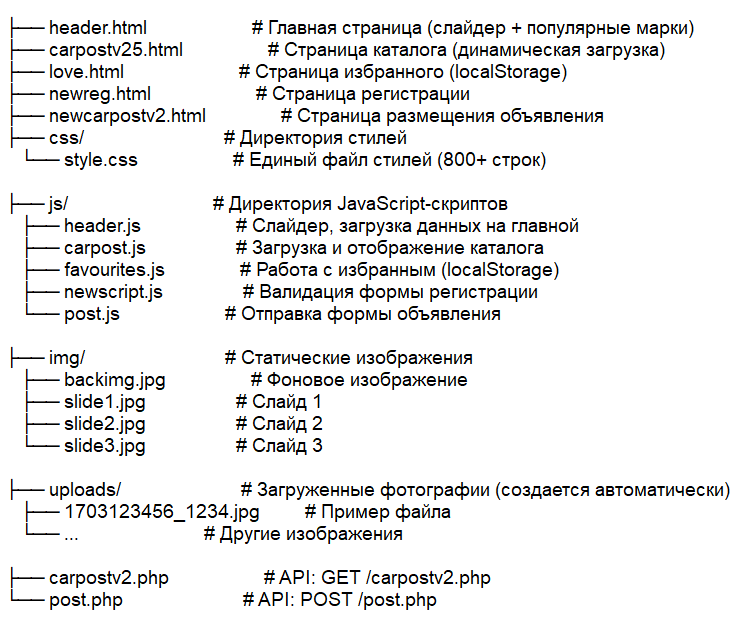 ├── header.html # Главная страница (слайдер + популярные марки)
├── carpostv25.html # Страница каталога (динамическая загрузка)
├── love.html # Страница избранного (localStorage)
├── newreg.html # Страница регистрации
├── newcarpostv2.html # Страница размещения объявления
├── css/ # Директория стилей
└── style.css # Единый файл стилей (800+ строк)
├── js/ # Директория JavaScript-скриптов
├── header.js # Слайдер, загрузка данных на главной
├── carpost.js # Загрузка и отображение каталога
├── favourites.js # Работа с избранным (localStorage)
├── newscript.js # Валидация формы регистрации
└── post.js # Отправка формы объявления
├── img/ # Статические изображения
├── backimg.jpg # Фоновое изображение
├── slide1.jpg # Слайд 1
├── slide2.jpg # Слайд 2
└── slide3.jpg # Слайд 3
├── uploads/ # Загруженные фотографии (создается автоматически)
├── 1703123456_1234.jpg # Пример файла
└── ... # Другие изображения
├── carpostv2.php # API: GET /carpostv2.php
└── post.php # API: POST /post.php